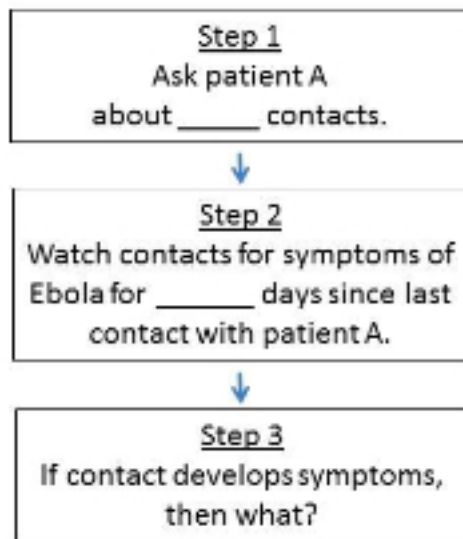 Step 1
Ask patient A
about ______ contacts.
Step 2
Watch contacts for symptoms of
Ebola for _______ days since last
contact with patient A.
Step 3
If contact develops symptoms,
then what?